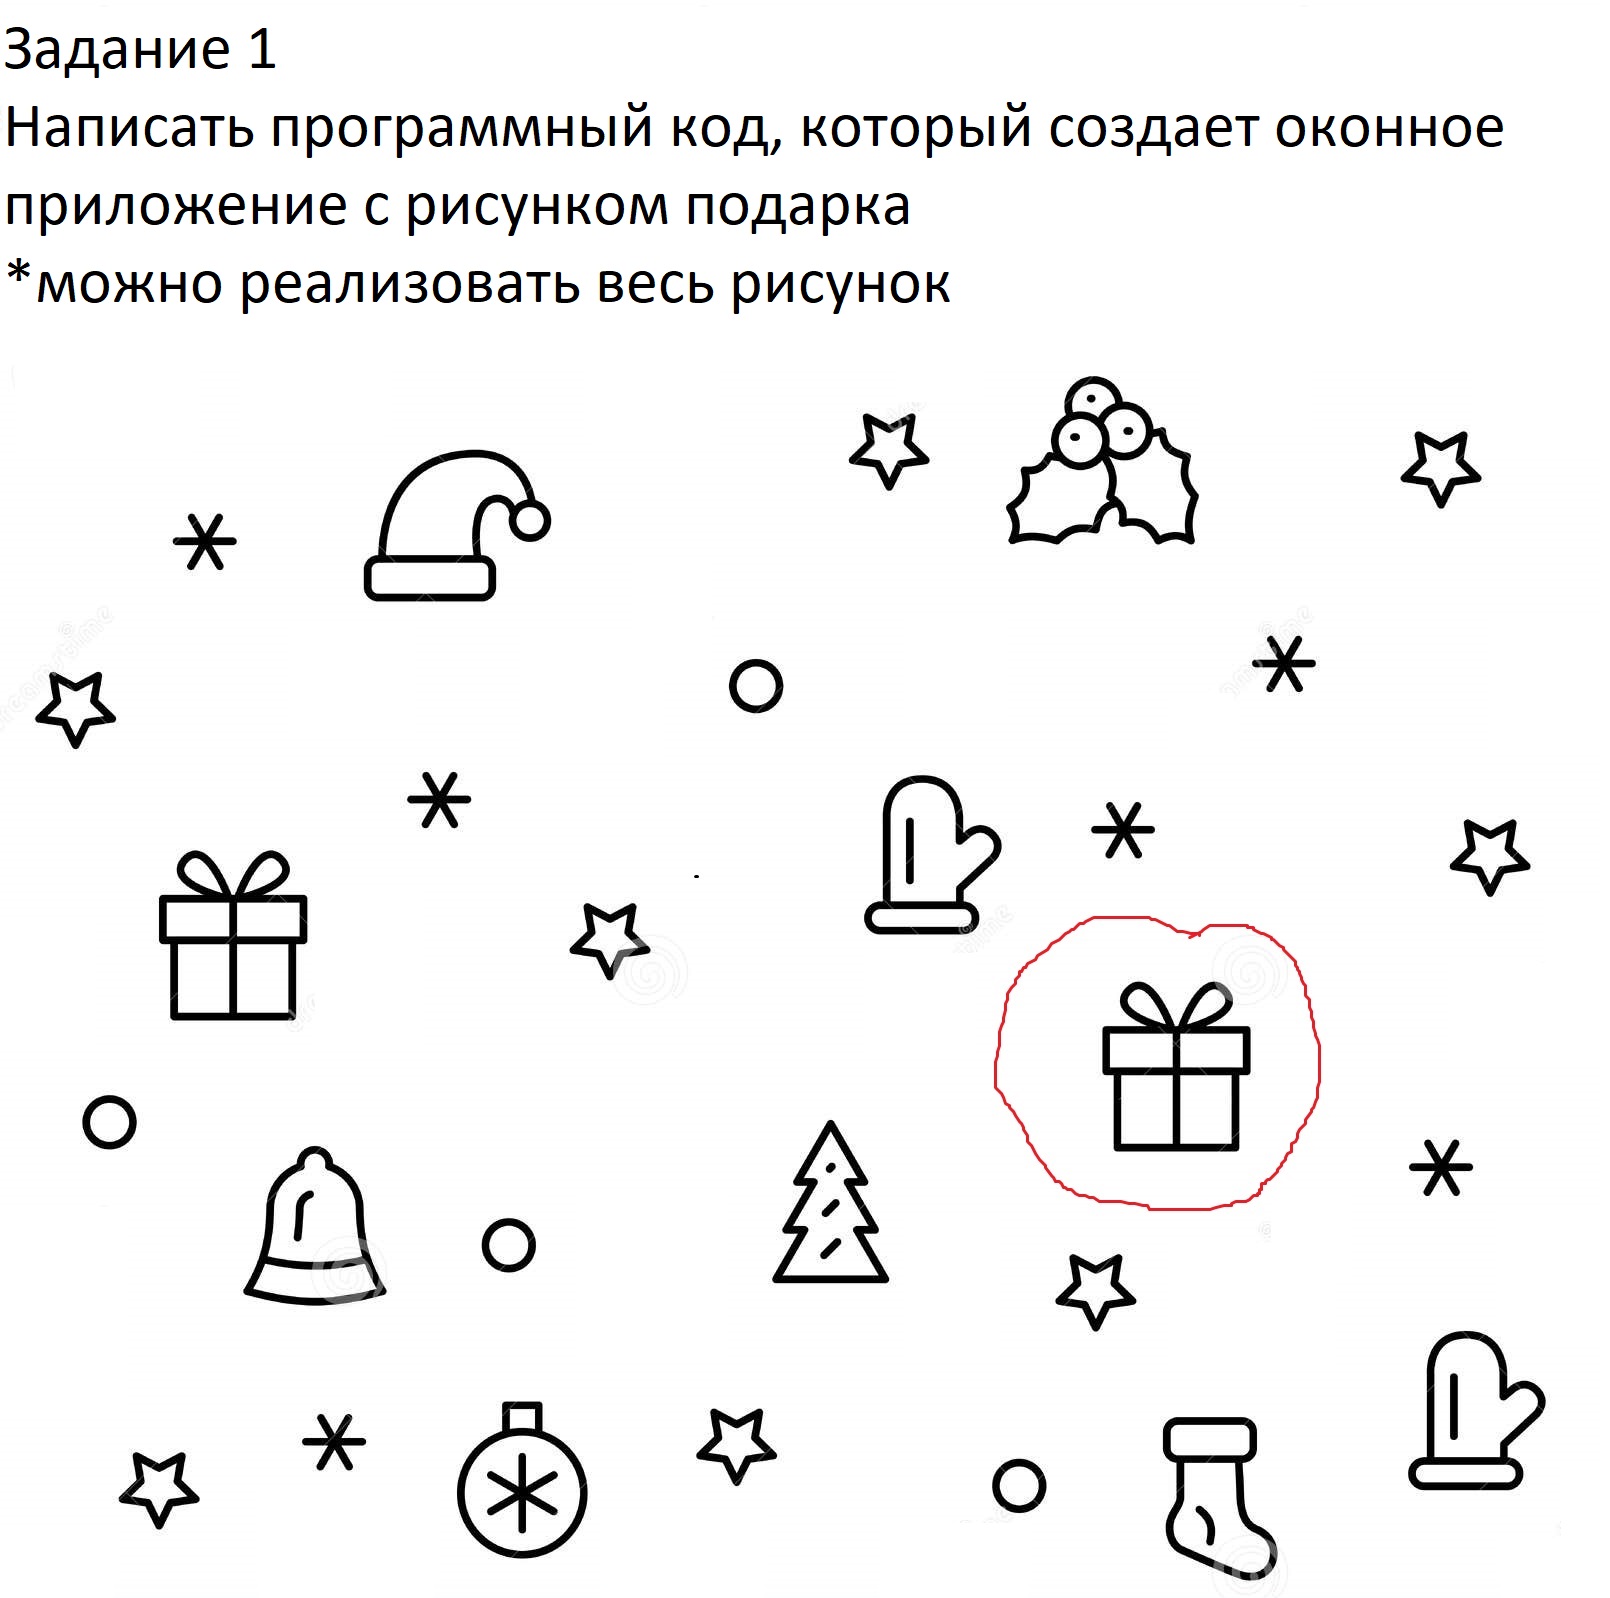 Задание 1
Написать программный код, который создает оконное
приложение с рисунком подарка
*можно реализовать весь рисунок